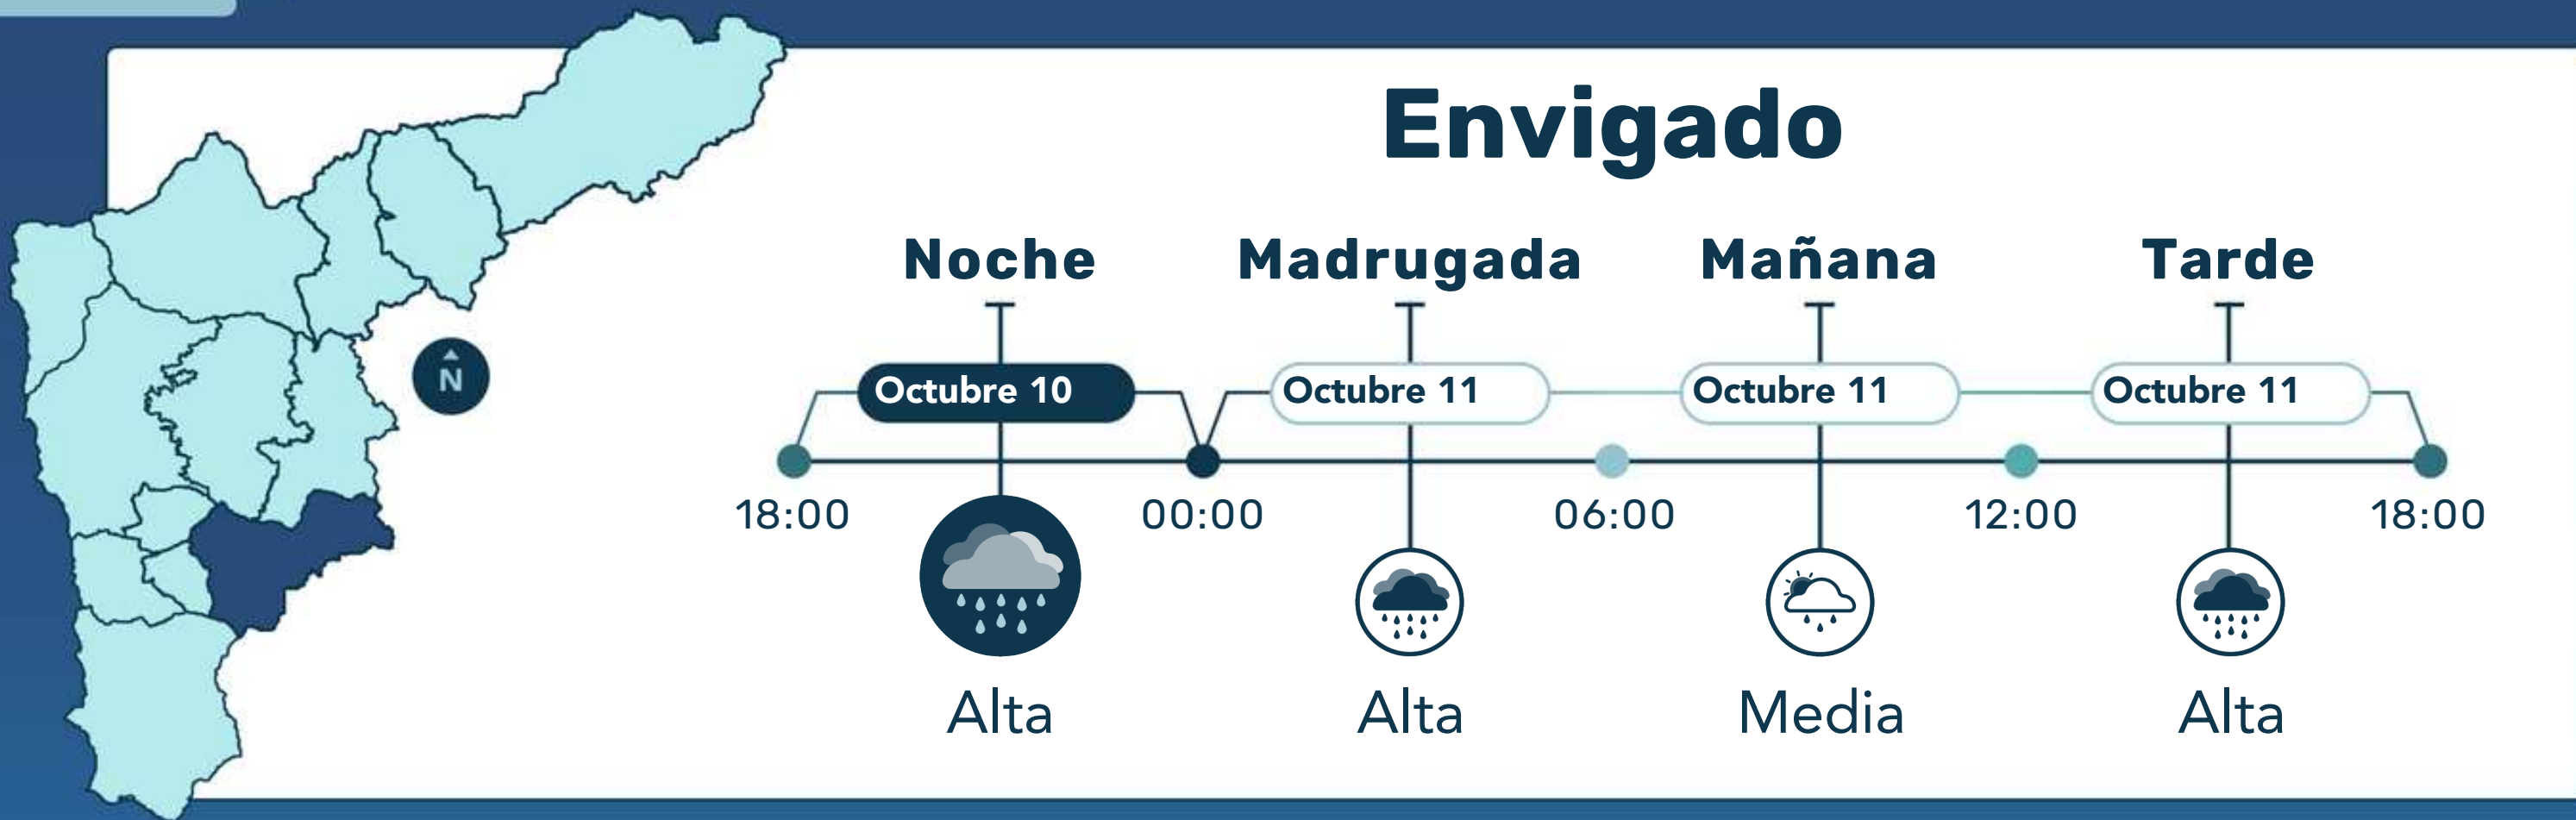 Envigado
Noche Madrugada Mañana Tarde
N
Octubre 10 Octubre 11 Octubre 11 Octubre 11
18:00 00:00 06:00 12:00 18:00
Alta Alta Media Alta